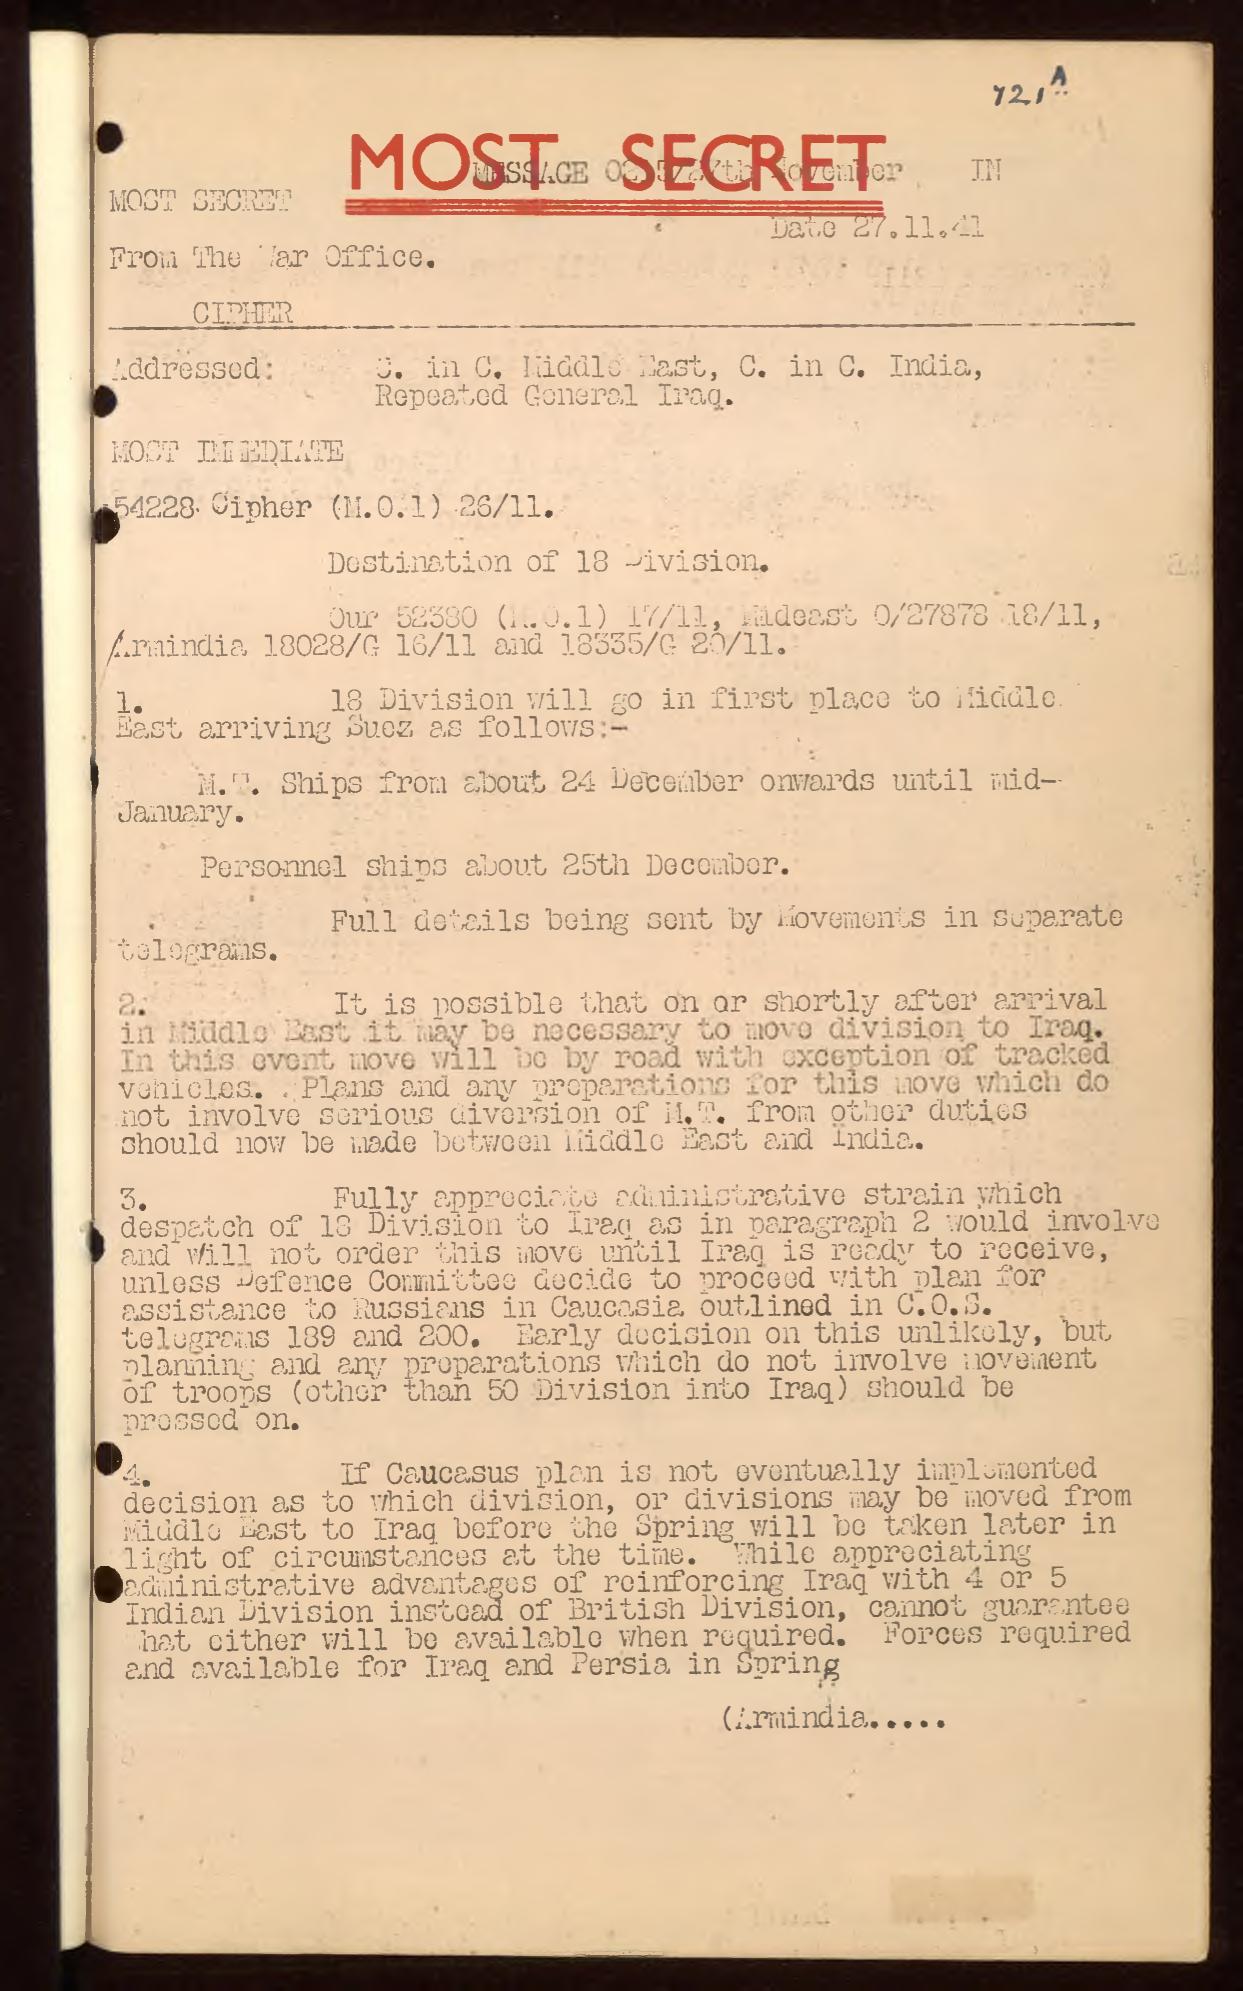 721A
MOST SECRET
MESSAGE November IN
MOST SECRET
Date 27.11.41
From The War Office.
CIPHER
Addressed: C. in C. Middle East, C. in C. India,
Repeated General Iraq.
MOST IMMEDIATE
54228 Cipher (M.O.1) 26/11.
Destination of 18 Division.
Our 52380 (M.O.1) 17/11, Mideast O/27878 18/11,
Armindia 18028/G 16/11 and 18335/G 20/11.
1. 18 Division will go in first place to Middle
East arriving Suez as follows:-
M.T. Ships from about 24 December onwards until mid-
January.
Personnel ships about 25th December.
Full details being sent by Movements in separate
telegrams.
2. It is possible that on or shortly after arrival
in Middle East it may be necessary to move division to Iraq.
In this event move will be by road with exception of tracked
vehicles. Plans and any preparations for this move which do
not involve serious diversion of M.T. from other duties
should now be made between Middle East and India.
3. Fully appreciate administrative strain which
despatch of 18 Division to Iraq as in paragraph 2 would involve
and will not order this move until Iraq is ready to receive,
unless Defence Committee decide to proceed with plan for
assistance to Russians in Caucasia outlined in C.O.S.
telegrams 189 and 200. Early decision on this unlikely, but
planning and any preparations which do not involve movement
of troops (other than 50 Division into Iraq) should be
pressed on.
4. If Caucasus plan is not eventually implemented
decision as to which division, or divisions may be moved from
Middle East to Iraq before the Spring will be taken later in
light of circumstances at the time. While appreciating
administrative advantages of reinforcing Iraq with 4 or 5
Indian Division instead of British Division, cannot guarantee
hat either will be available when required. Forces required
and available for Iraq and Persia in Spring
(Armindia.....